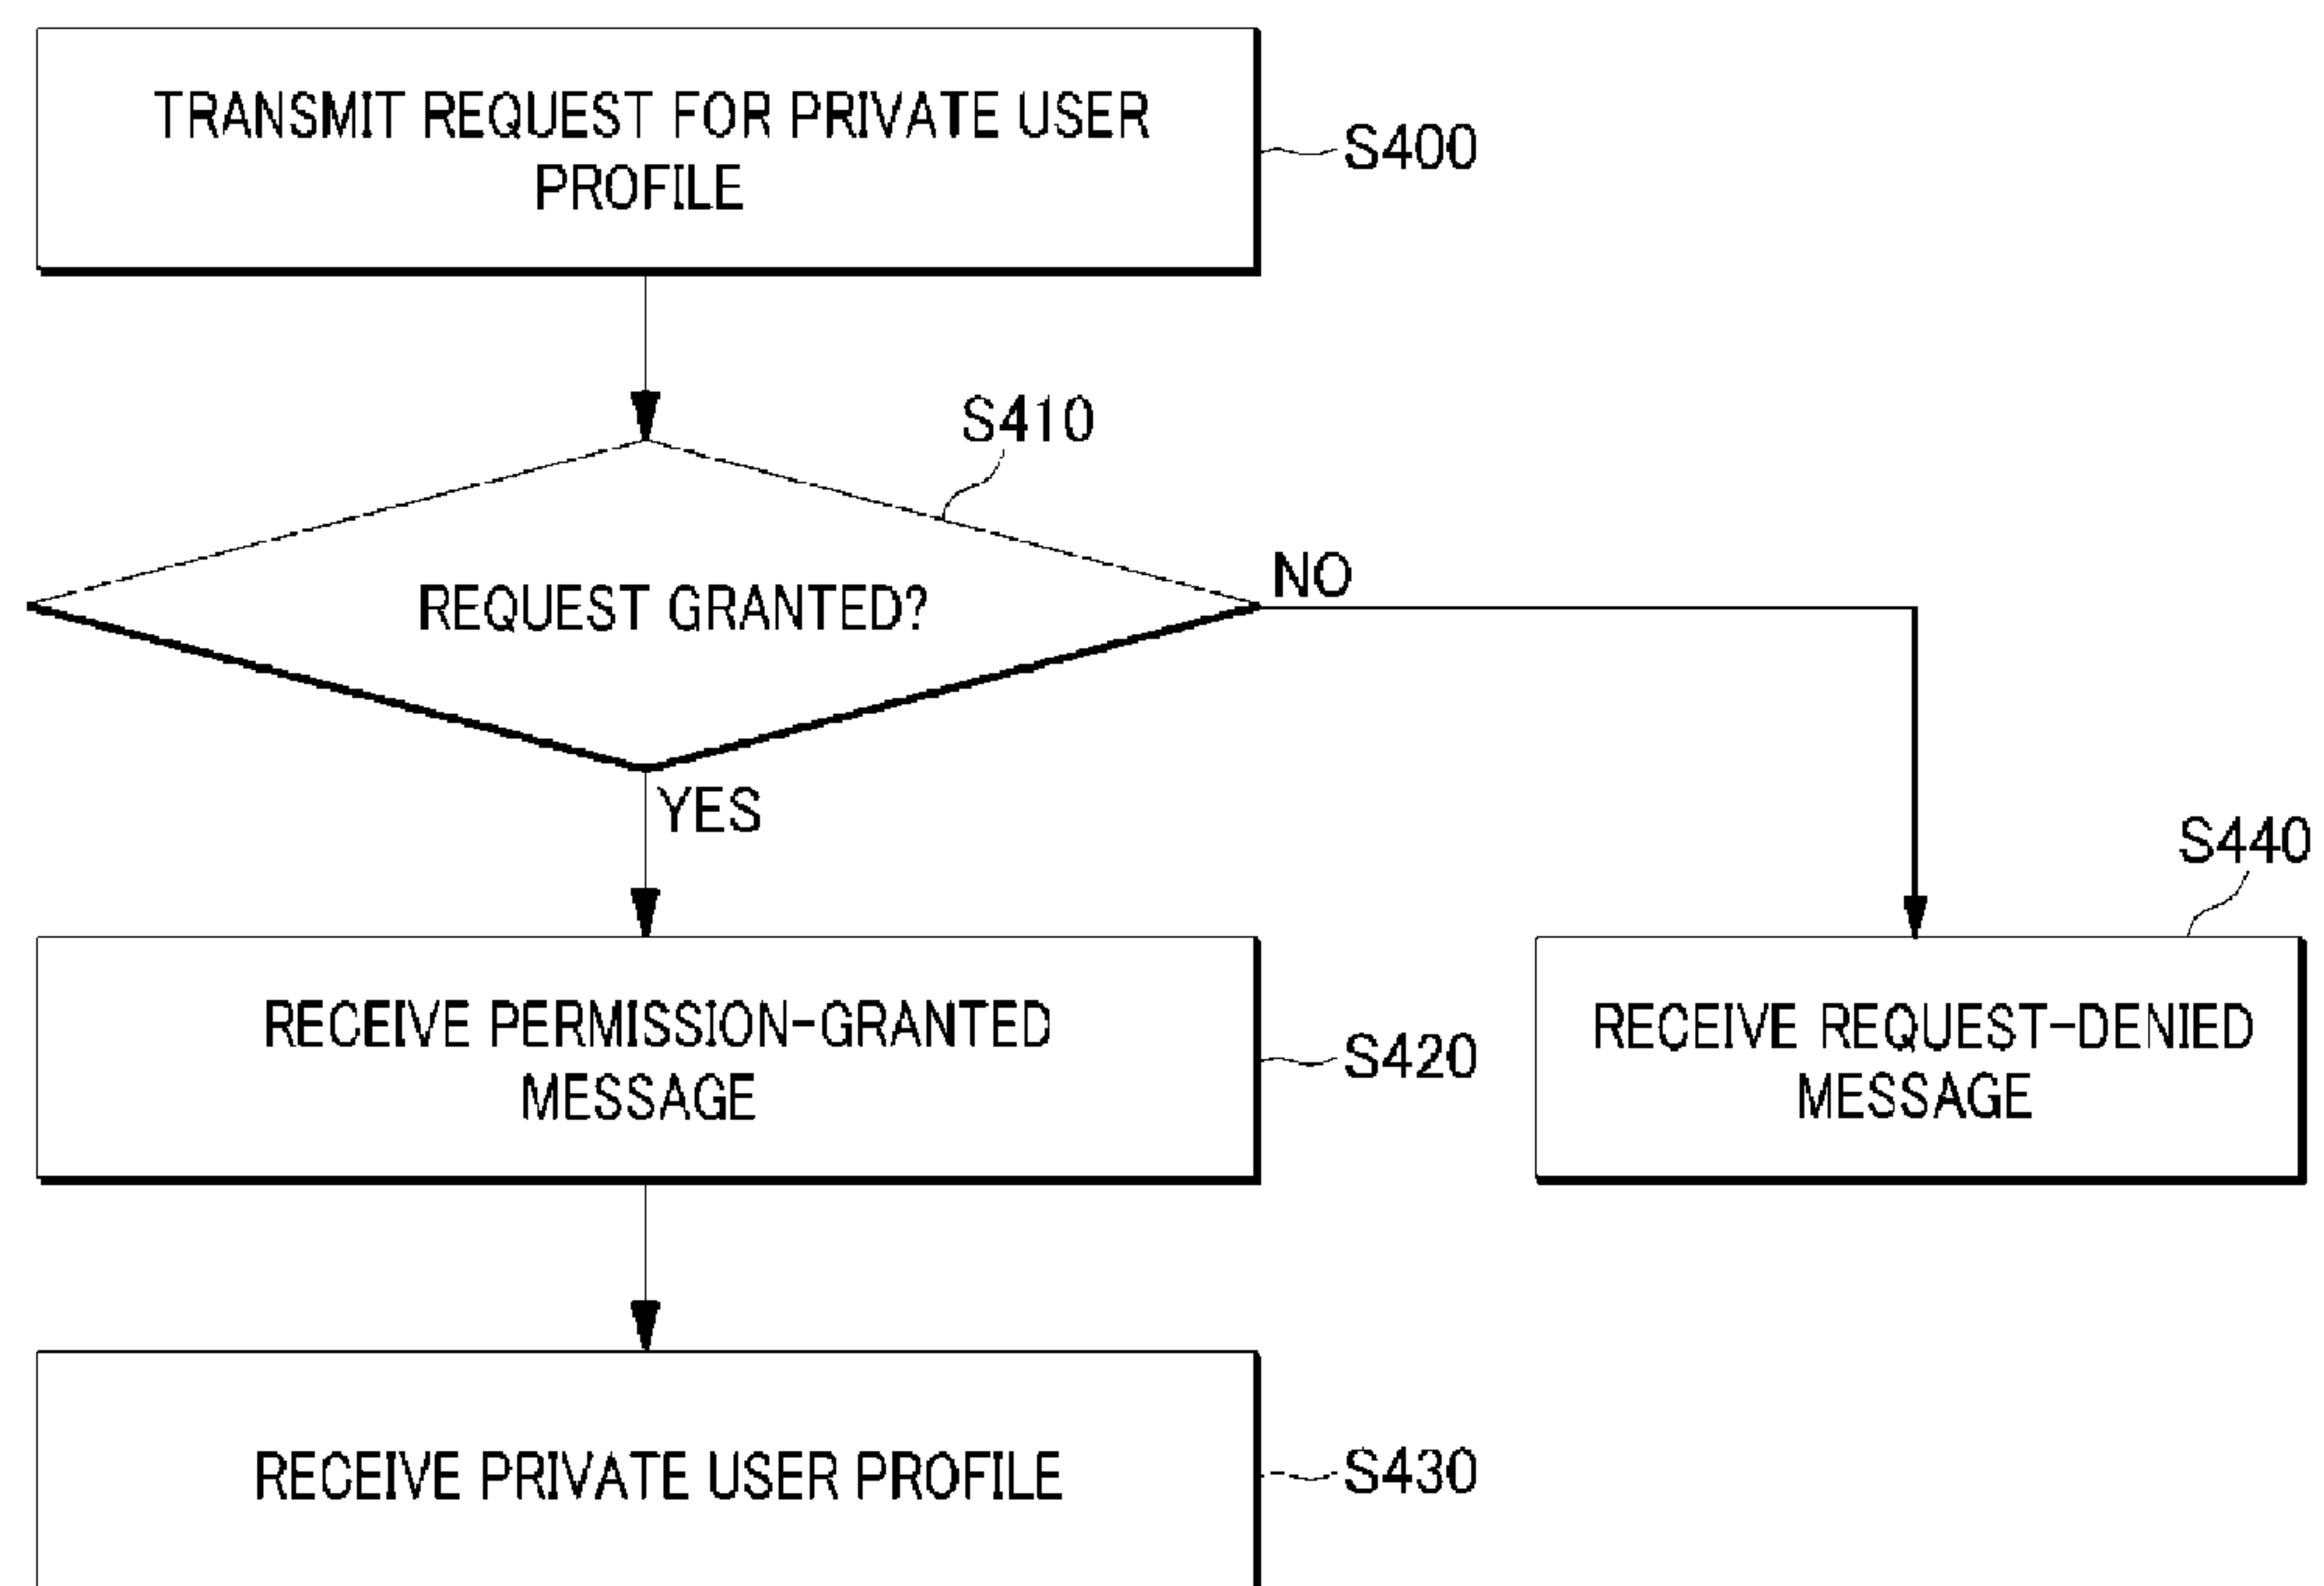 TRANSMIT REQUEST FOR PRIVATE USER
PROFILE
S400
S410
REQUEST GRANTED?
NO
YES
S440
RECEIVE PERMISSION-GRANTED
MESSAGE
S420
RECEIVE REQUEST-DENIED
MESSAGE
RECEIVE PRIVATE USER PROFILE
S430